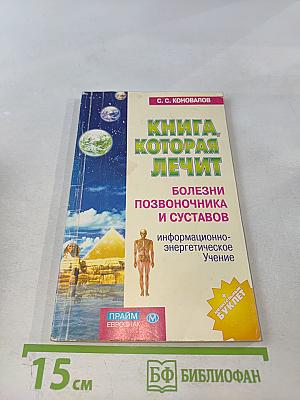 С. С. КОНОВАЛОВ
КНИГА,
КОТОРАЯ
ЛЕЧИТ
БОЛЕЗНИ
ПОЗВОНОЧНИКА
И СУСТАВОВ
информационно-
энергетическое
Учение
БУКЛЕТ
ПРАЙМ
ЕВРОЗНАК
М
15 см
БФ БИБЛИОФАН